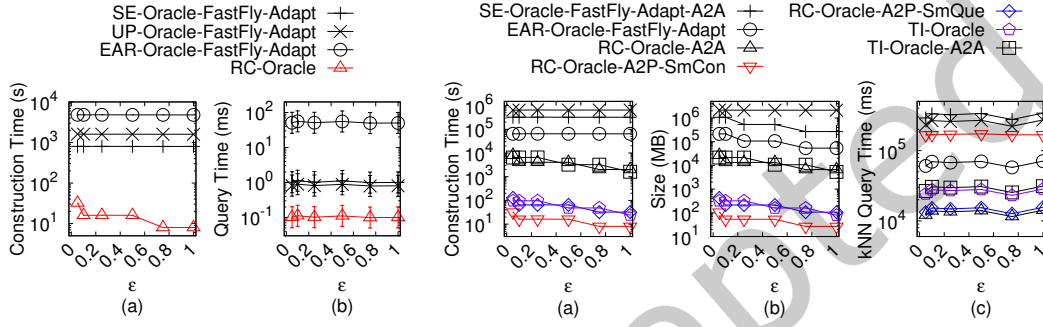 SE-Oracle-FastFly-Adapt
UP-Oracle-FastFly-Adapt
EAR-Oracle-FastFly-Adapt
RC-Oracle
SE-Oracle-FastFly-Adapt-A2A
EAR-Oracle-FastFly-Adapt
RC-Oracle-A2A
RC-Oracle-A2P-SmCon
RC-Oracle-A2P-SmQue
TI-Oracle
TI-Oracle-A2A
Construction Time (s)
10^4
10^3
10^2
10^1
0
0.2
0.4
0.6
0.8
1
ε
(a)
Query Time (ms)
10^2
10^1
10^0
10^-1
0
0.2
0.4
0.6
0.8
1
ε
(b)
Construction Time (s)
10^6
10^5
10^4
10^3
10^2
10^1
0
0.2
0.4
0.6
0.8
1
ε
(a)
Size (MB)
10^6
10^5
10^4
10^3
10^2
10^1
0
0.2
0.4
0.6
0.8
1
ε
(b)
kNN Query Time (ms)
10^5
10^4
0
0.2
0.4
0.6
0.8
1
ε
(c)